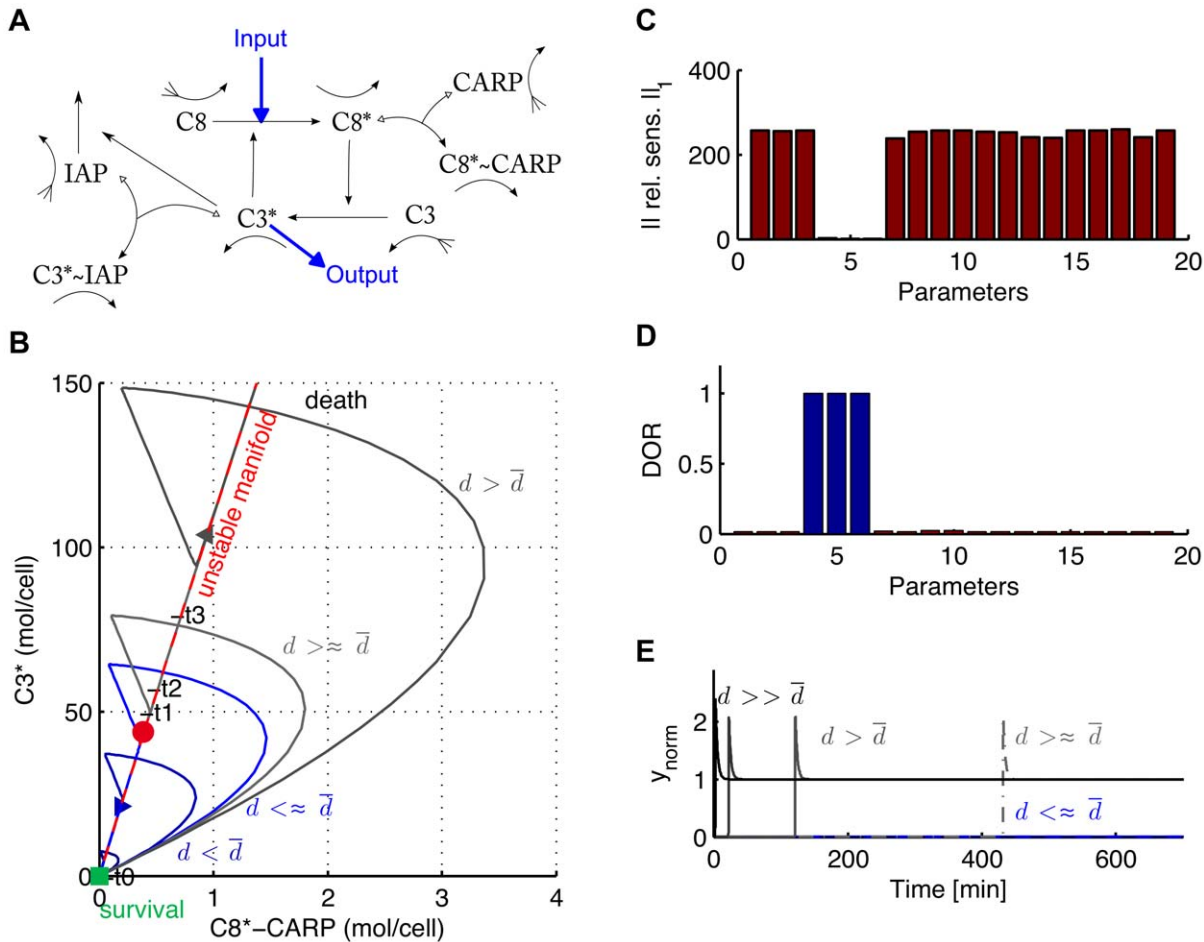 A
Input
C8
C8*
CARP
C8*~CARP
IAP
C3*
C3
C3*~IAP
Output
B
C3* (mol/cell)
150
100
50
0
0
1
2
3
4
C8*−CARP (mol/cell)
death
unstable manifold
d > d̅
−t3
d >≈ d̅
−t2
−t1
d <≈ d̅
d < d̅
−t0
survival
C
|| rel. sens. ||1
400
200
0
0
5
10
15
20
Parameters
D
DOR
1
0.5
0
0
5
10
15
20
Parameters
E
ynorm
2
1
0
d >> d̅
d > d̅
d >≈ d̅
d <≈ d̅
0
200
400
600
Time [min]